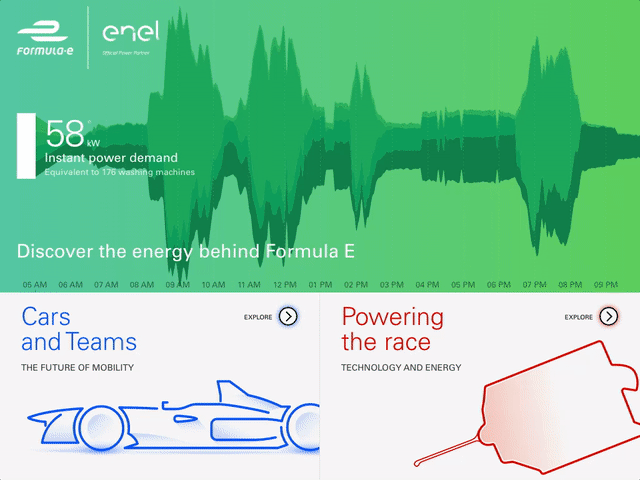 Formula-e
enel
Official Power Partner
58 kW
Instant power demand
Equivalent to 176 washing machines
Discover the energy behind Formula E
05 AM 06 AM 07 AM 08 AM 09 AM 10 AM 11 AM 12 PM 01 PM 02 PM 03 PM 04 PM 05 PM 06 PM 07 PM 08 PM 09 PM
Cars
and Teams
EXPLORE
THE FUTURE OF MOBILITY
Powering
the race
EXPLORE
TECHNOLOGY AND ENERGY